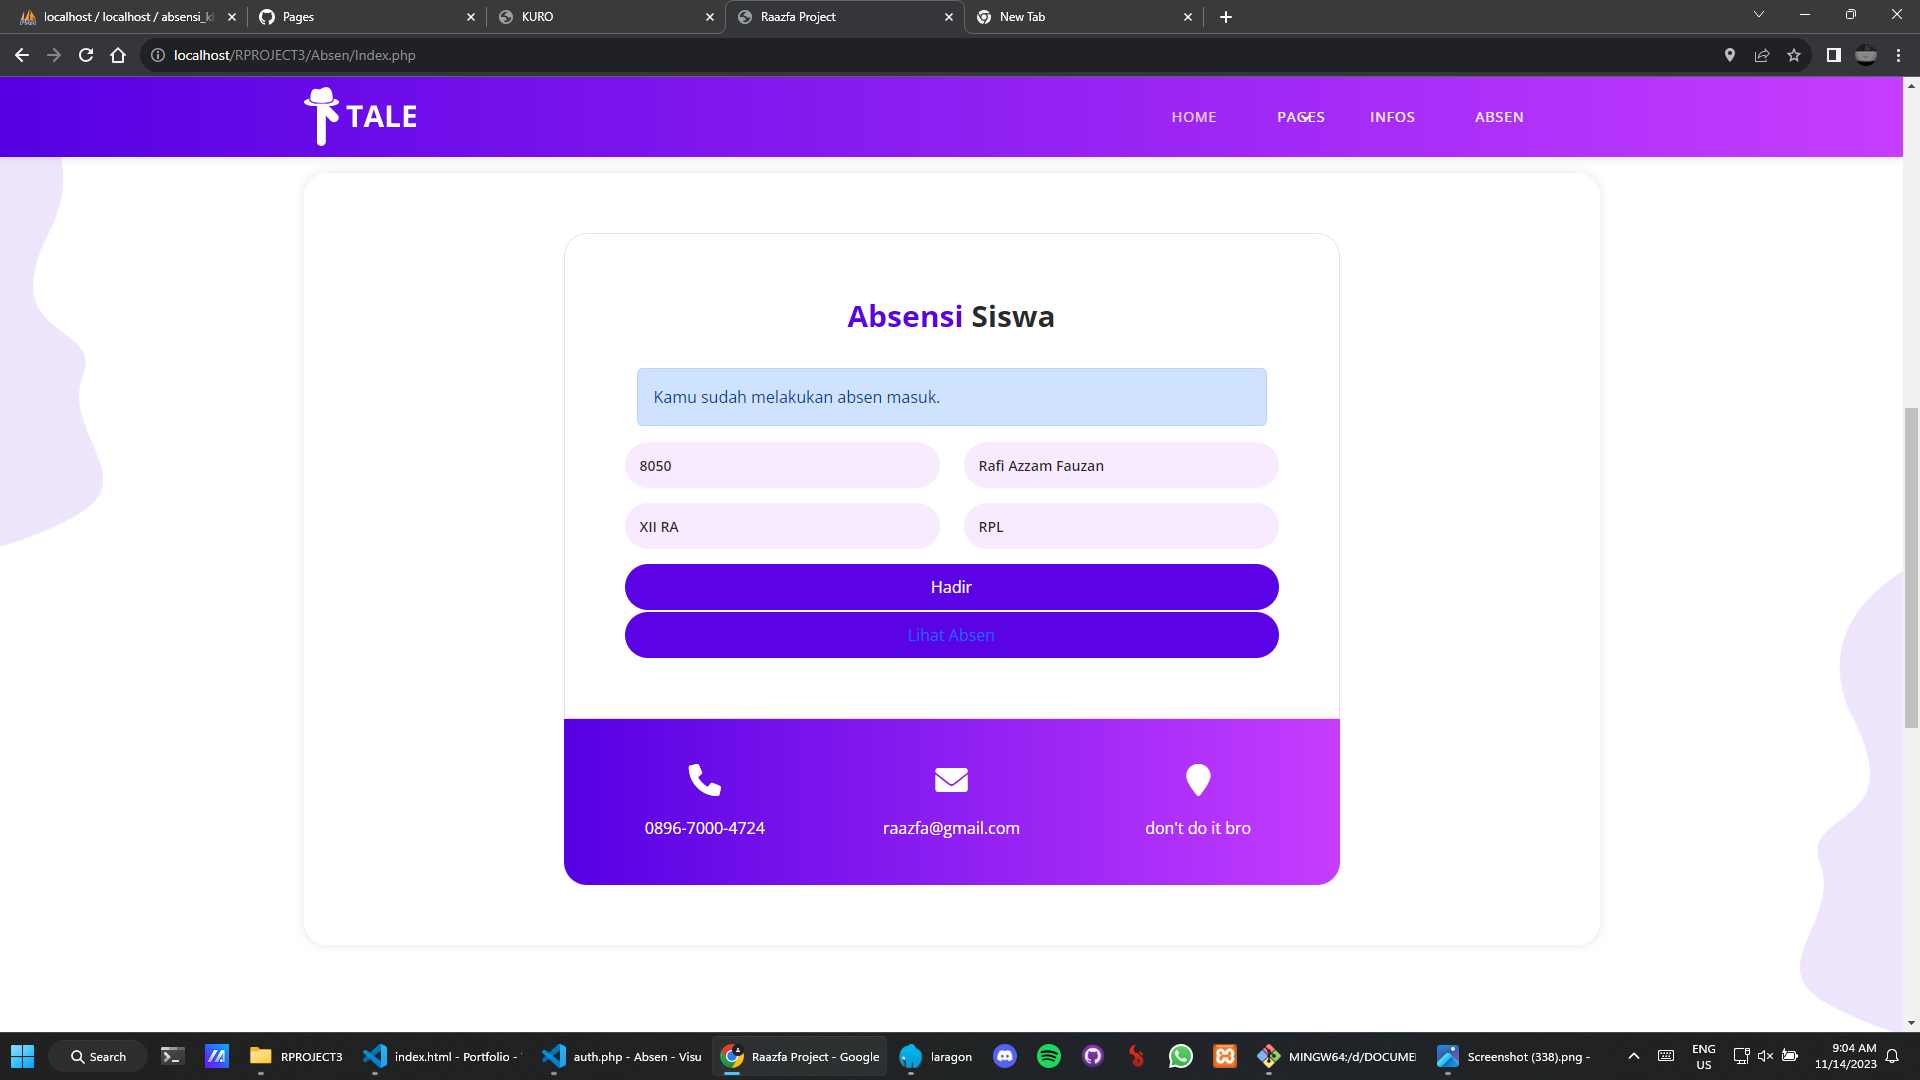 localhost / localhost / absensi_kl
Pages
KURO
Raazfa Project
New Tab
localhost/RPROJECT3/Absen/Index.php
TALE
HOME
PAGES
INFOS
ABSEN
Absensi Siswa
Kamu sudah melakukan absen masuk.
8050
Rafi Azzam Fauzan
XII RA
RPL
Hadir
Lihat Absen
0896-7000-4724
raazfa@gmail.com
don't do it bro
Search
RPROJECT3
index.html - Portfolio -
auth.php - Absen - Visu
Raazfa Project - Google
laragon
MINGW64:/d/DOCUME
Screenshot (338).png -
ENG
US
9:04 AM
11/14/2023